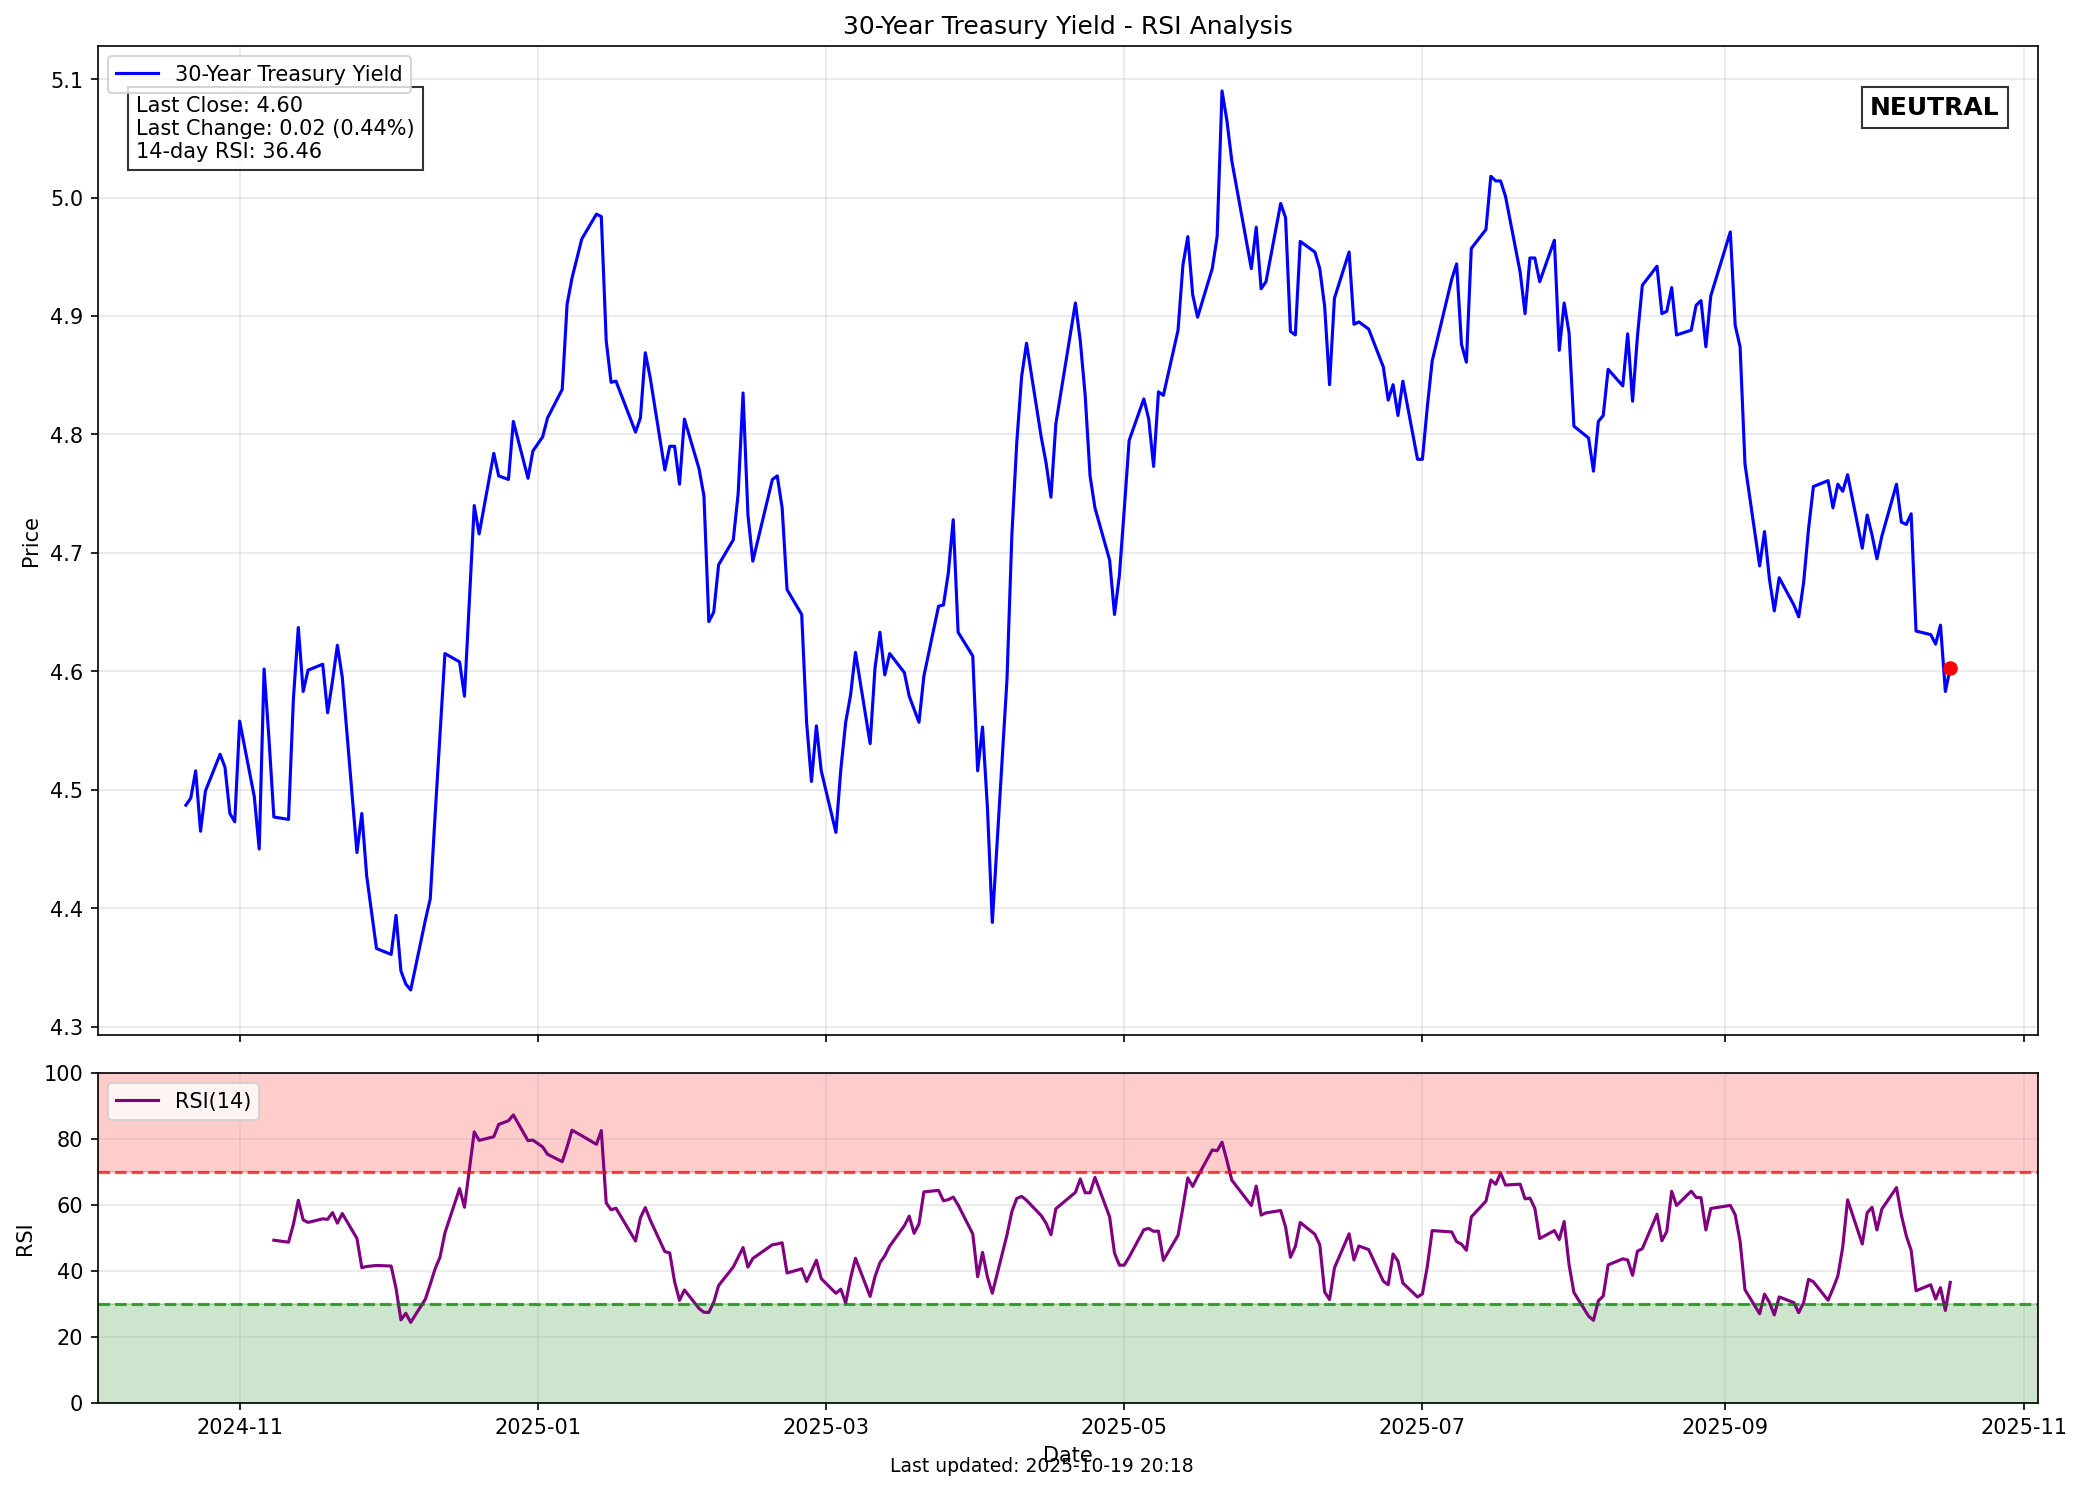 30-Year Treasury Yield - RSI Analysis
30-Year Treasury Yield
Last Close: 4.60
Last Change: 0.02 (0.44%)
14-day RSI: 36.46
NEUTRAL
5.1
5.0
4.9
4.8
4.7
4.6
4.5
4.4
4.3
Price
RSI(14)
100
80
60
40
20
0
RSI
2024-11
2025-01
2025-03
2025-05
2025-07
2025-09
2025-11
Date
Last updated: 2025-10-19 20:18